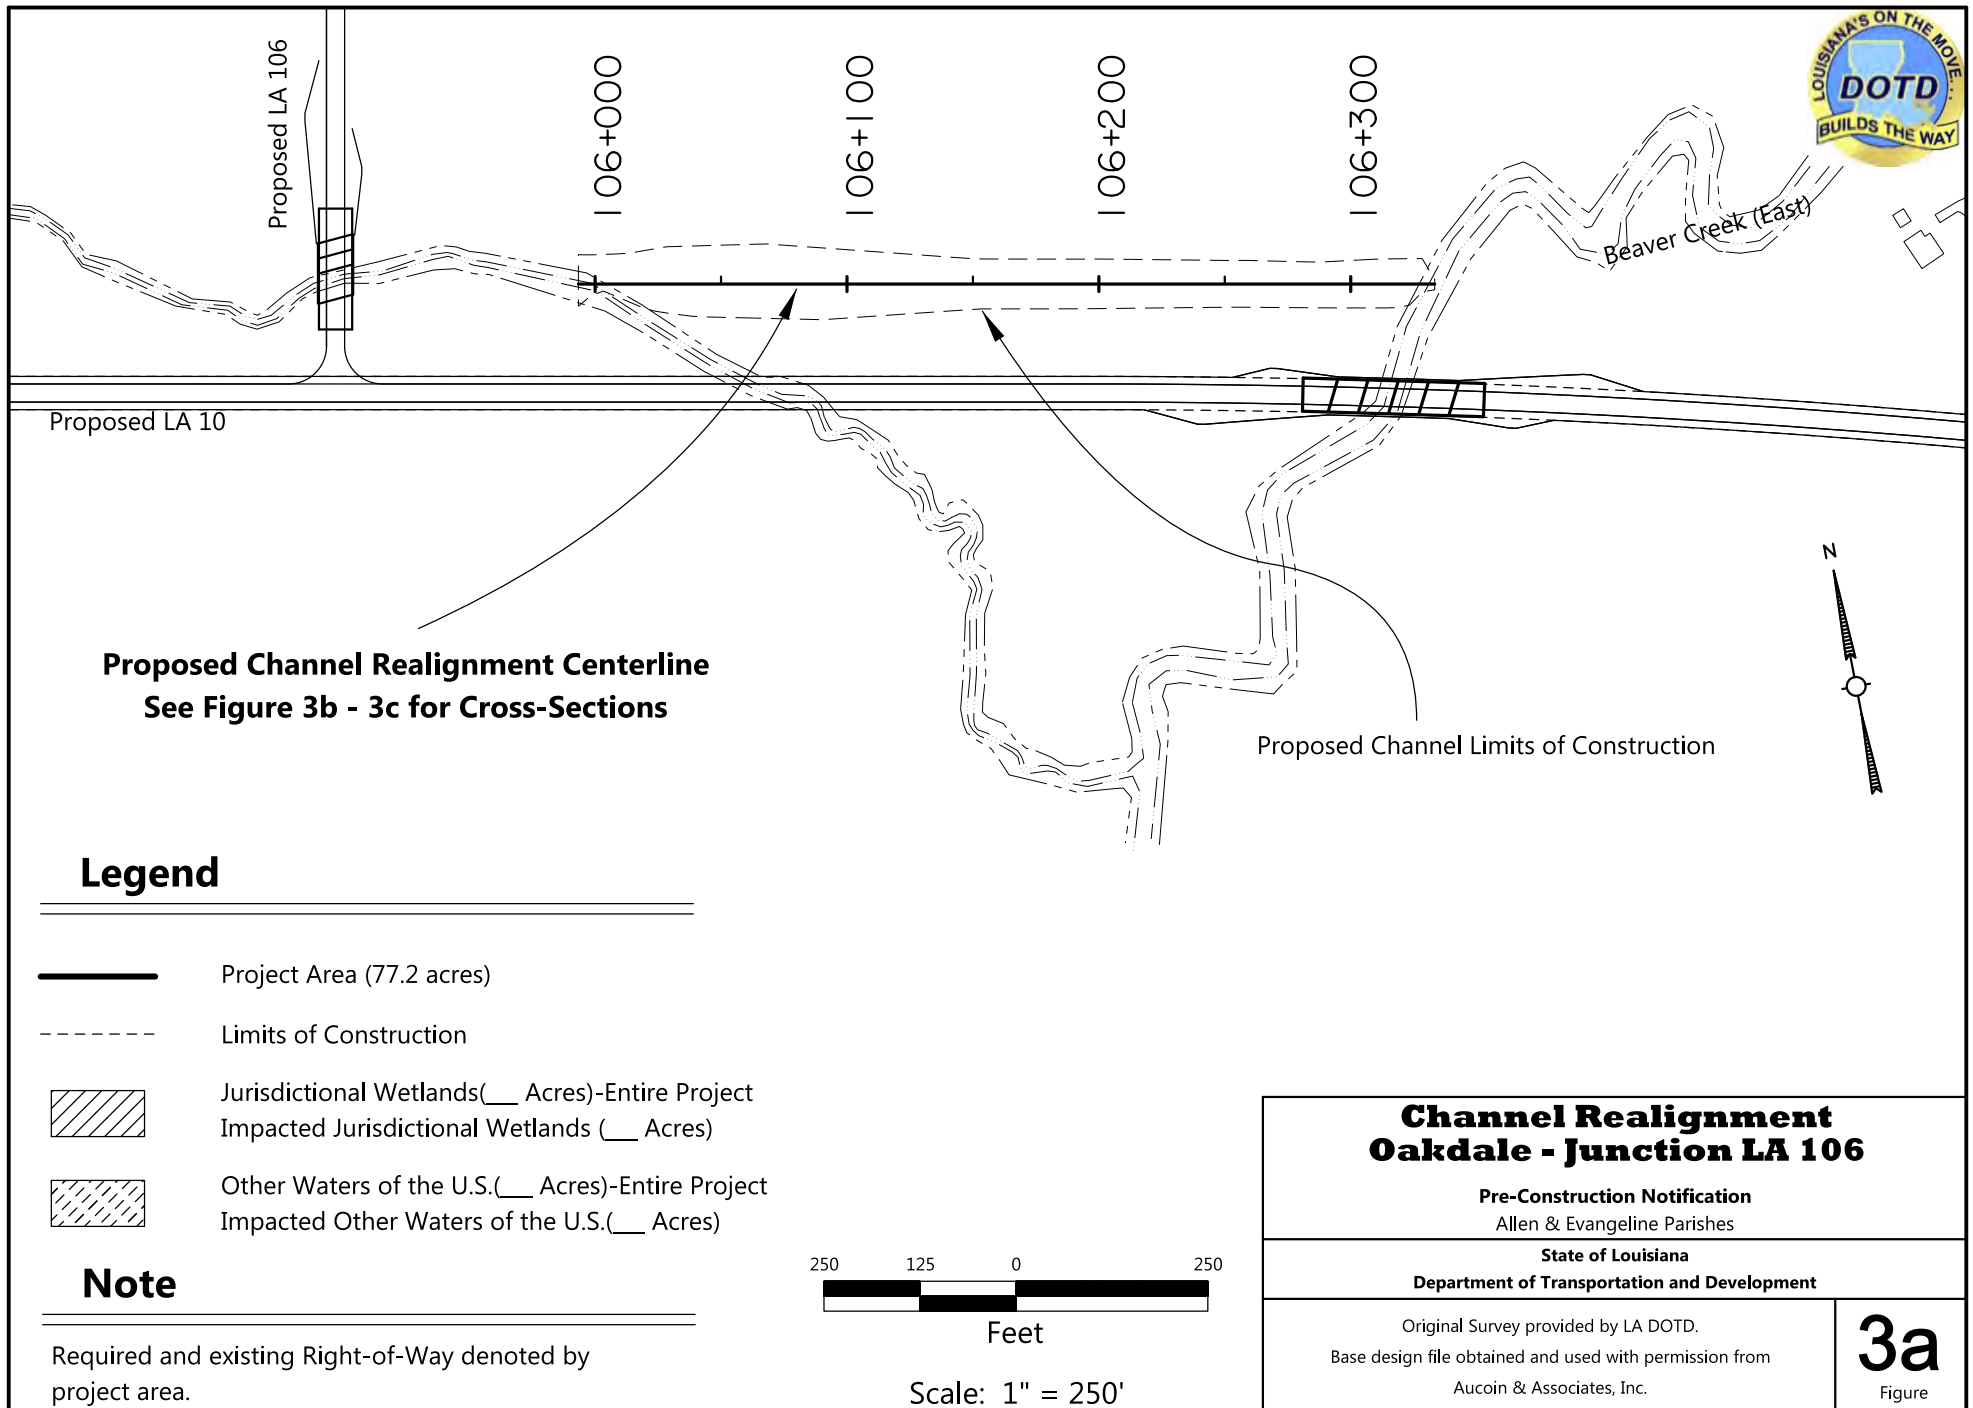 LOUISIANA'S ON THE MOVE...
DOTD
BUILDS THE WAY
Proposed LA 106
106+000
106+100
106+200
106+300
Beaver Creek (East)
Proposed LA 10
N
Proposed Channel Realignment Centerline
See Figure 3b - 3c for Cross-Sections
Proposed Channel Limits of Construction
Legend
Project Area (77.2 acres)
Limits of Construction
Jurisdictional Wetlands(___ Acres)-Entire Project
Impacted Jurisdictional Wetlands (___ Acres)
Other Waters of the U.S.(___ Acres)-Entire Project
Impacted Other Waters of the U.S.(___ Acres)
Note
Required and existing Right-of-Way denoted by
project area.
250 125 0 250
Feet
Scale: 1" = 250'
Channel Realignment
Oakdale - Junction LA 106
Pre-Construction Notification
Allen & Evangeline Parishes
State of Louisiana
Department of Transportation and Development
Original Survey provided by LA DOTD.
Base design file obtained and used with permission from
Aucoin & Associates, Inc.
3a
Figure